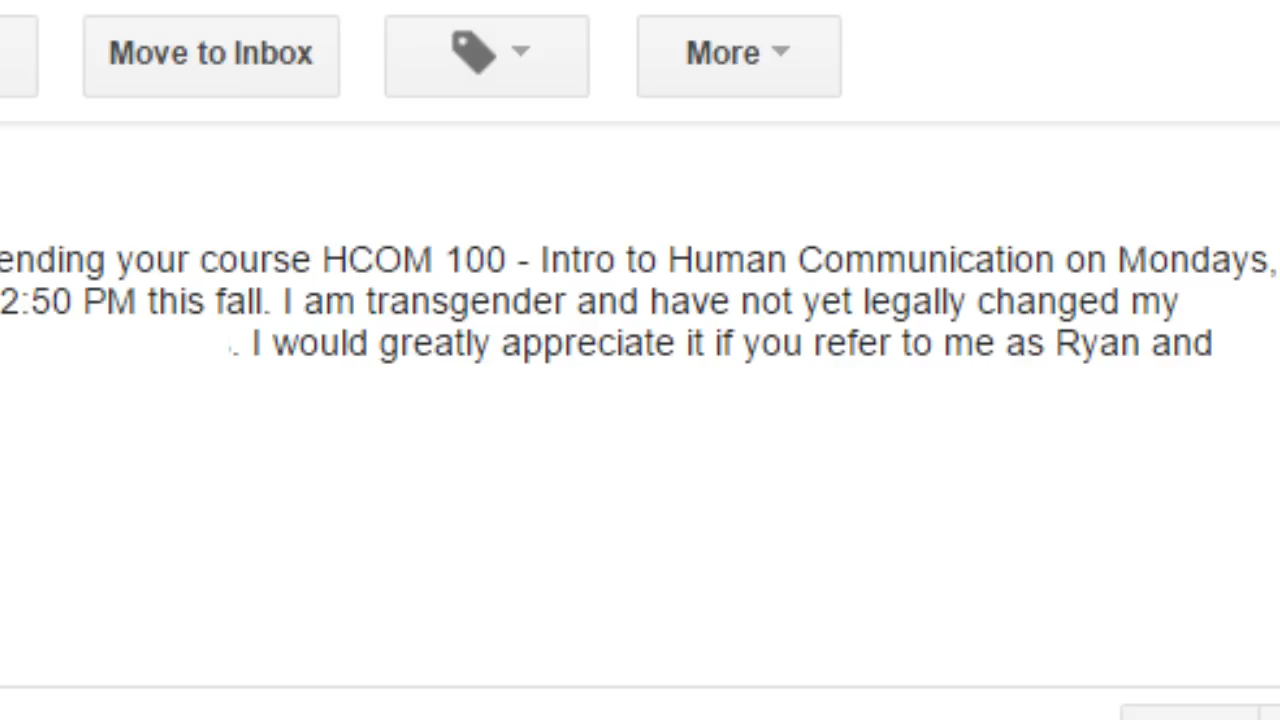 Move to Inbox More
ending your course HCOM 100 - Intro to Human Communication on Mondays,
2:50 PM this fall. I am transgender and have not yet legally changed my
. I would greatly appreciate it if you refer to me as Ryan and